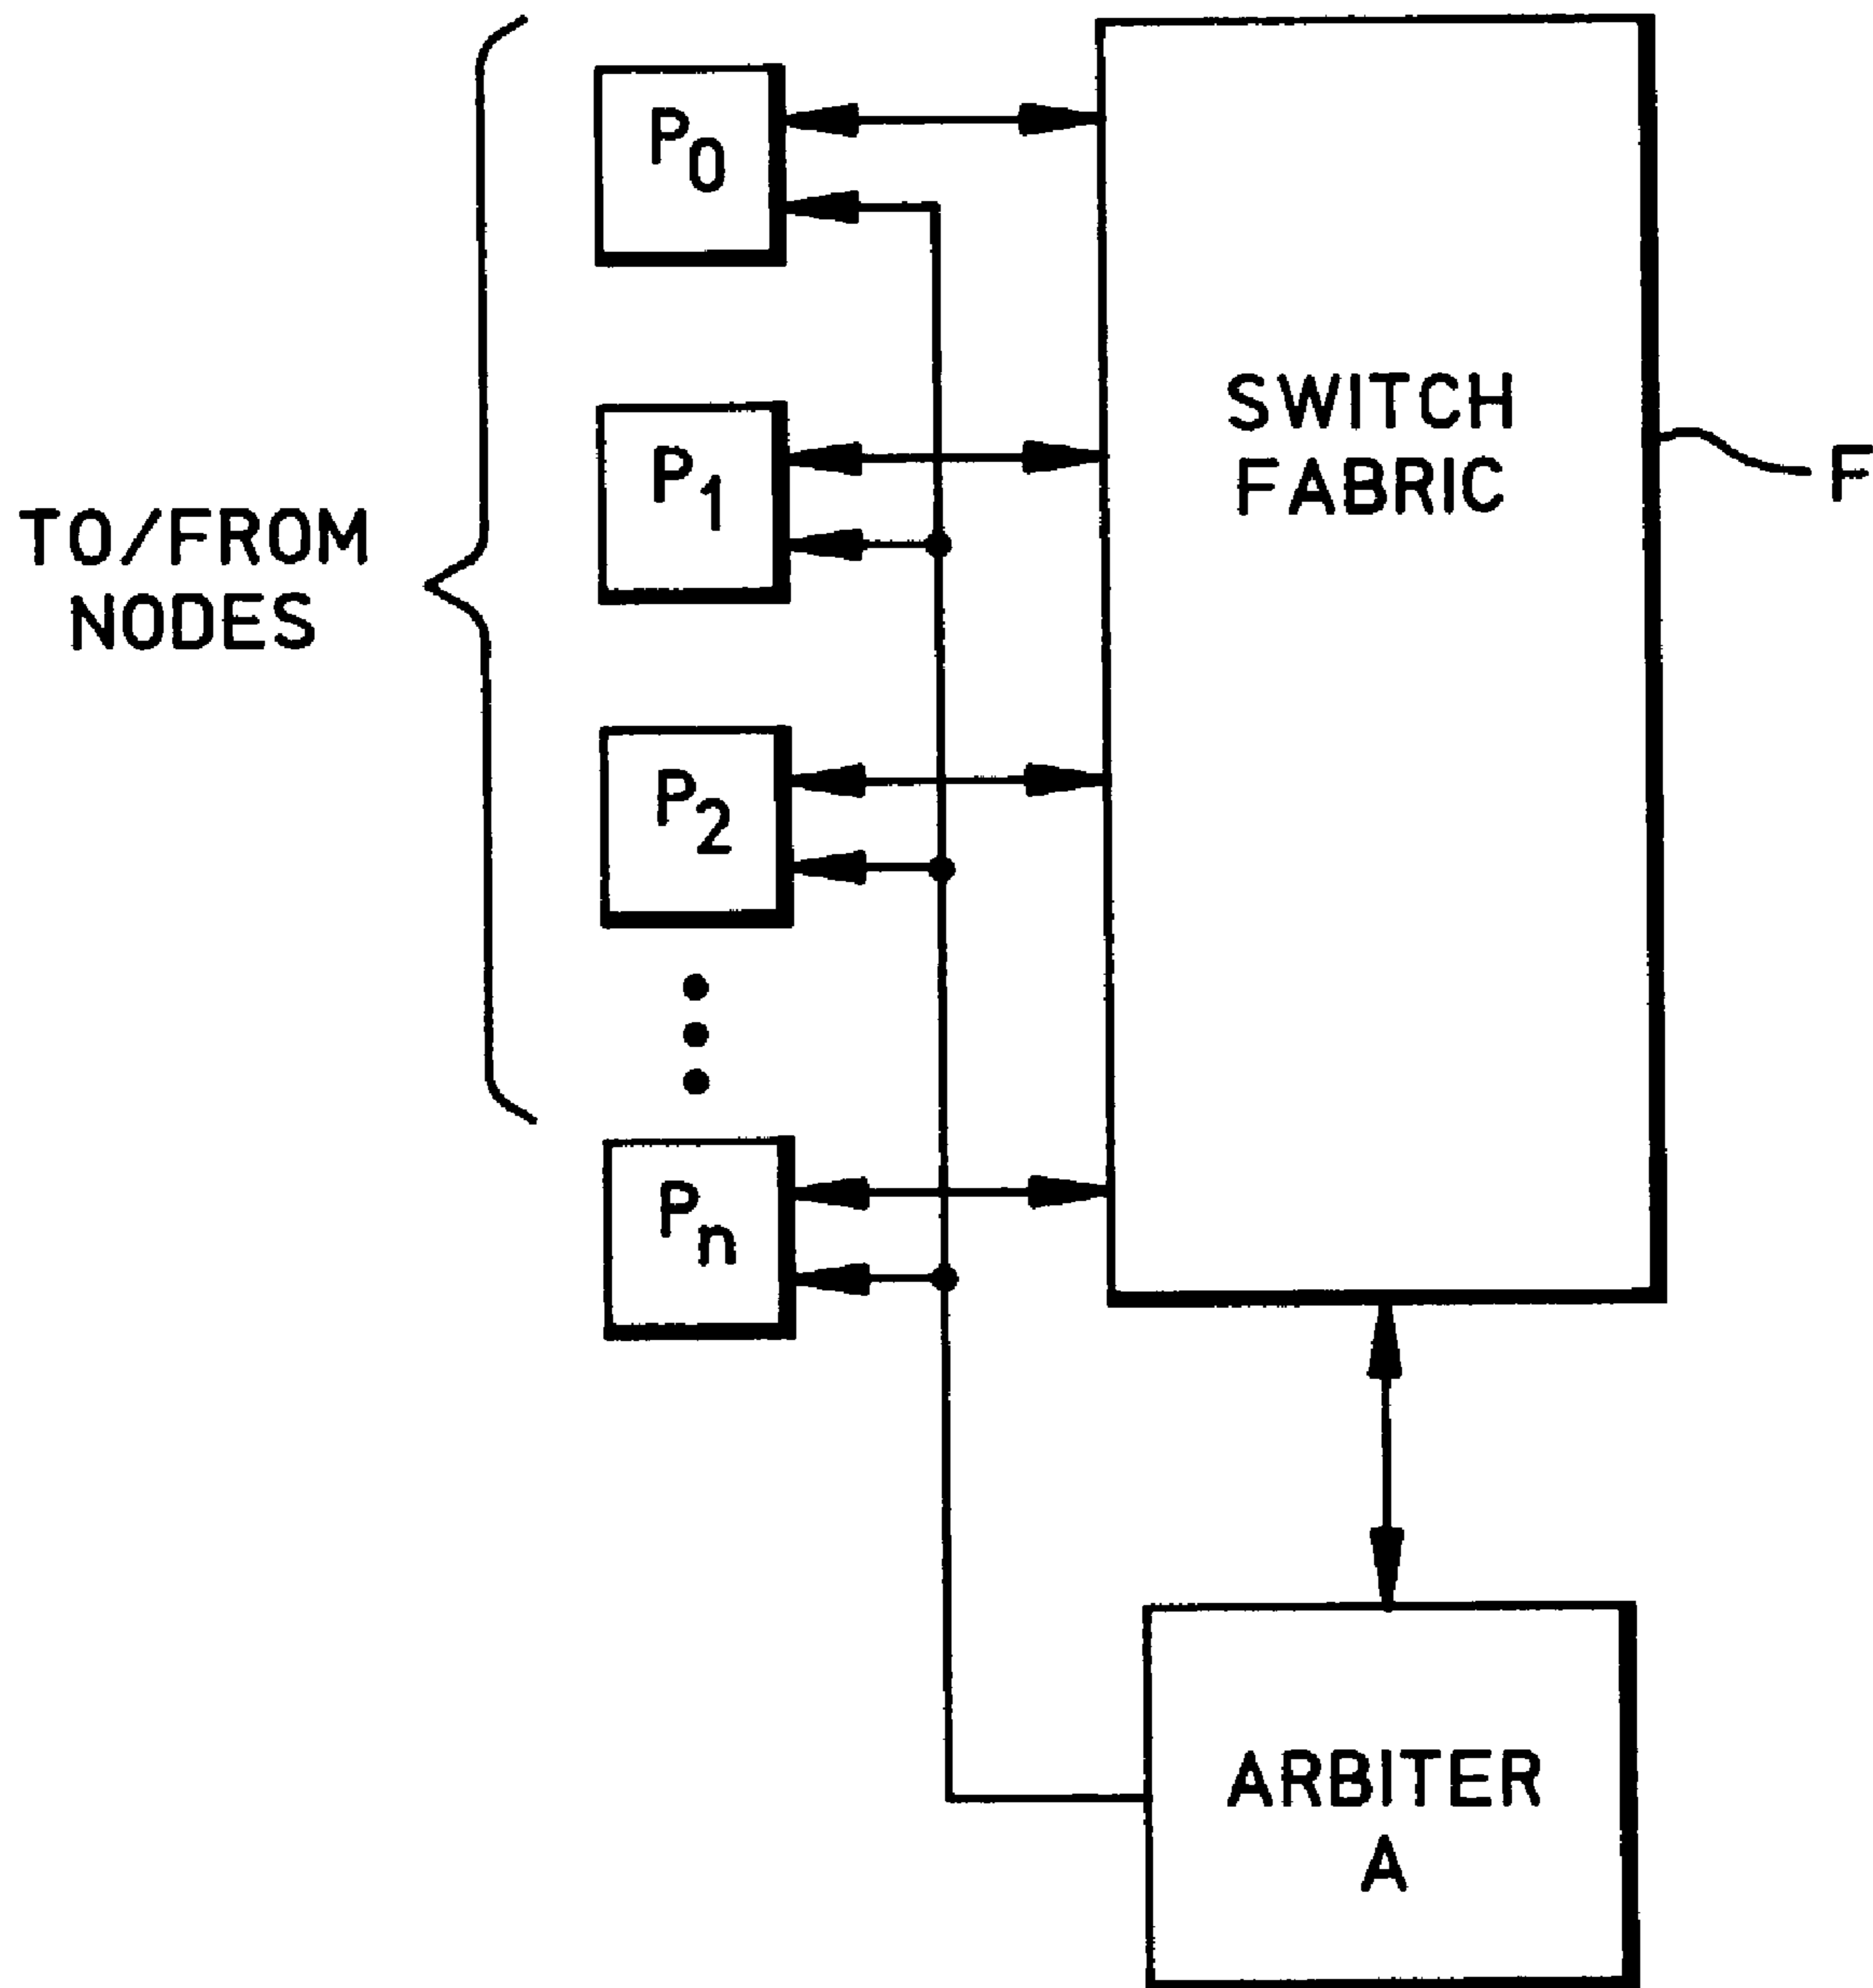 P0
SWITCH
FABRIC
F
P1
TO/FROM
NODES
P2
Pn
ARBITER
A